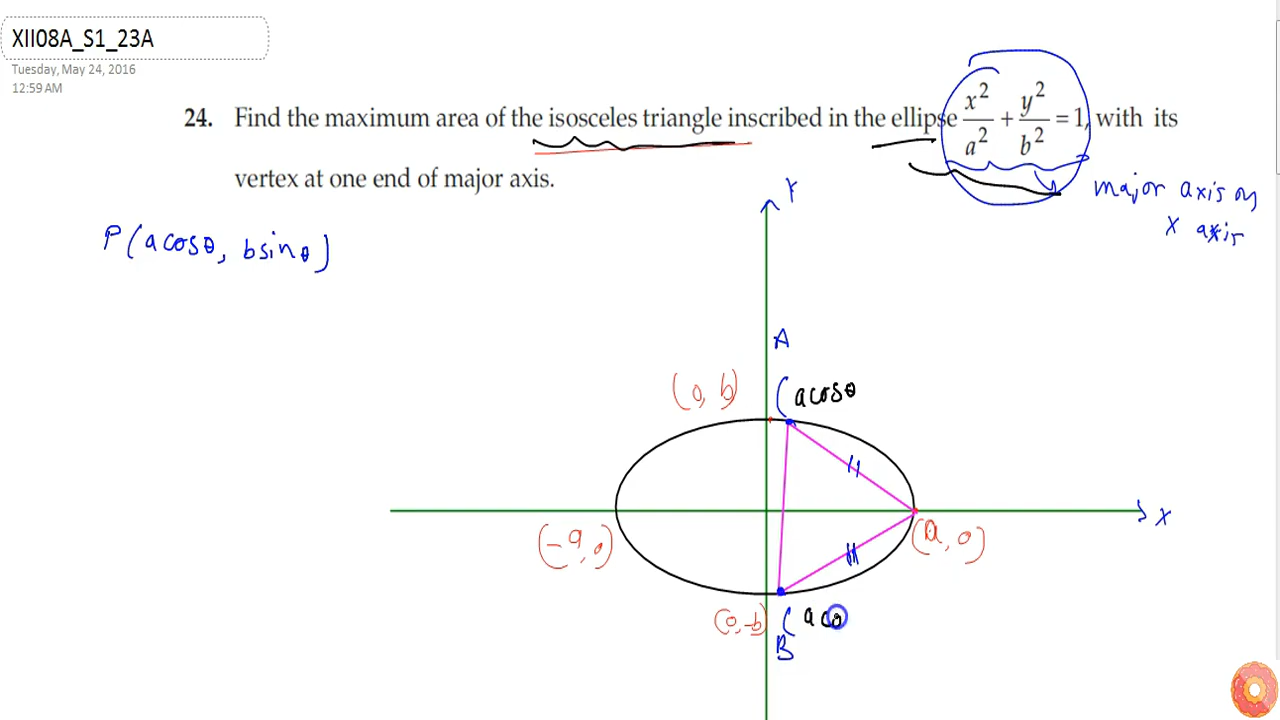 XII08A_S1_23A
Tuesday, May 24, 2016
12:59 AM
24. Find the maximum area of the isosceles triangle inscribed in the ellipse x²/a² + y²/b² = 1, with its
vertex at one end of major axis.
major axis on
X axis
P(a cosθ, b sinθ)
Y
A
(0, b)
(a cosθ
X
(-a, 0)
(a, 0)
(0, -b)
(a co
B